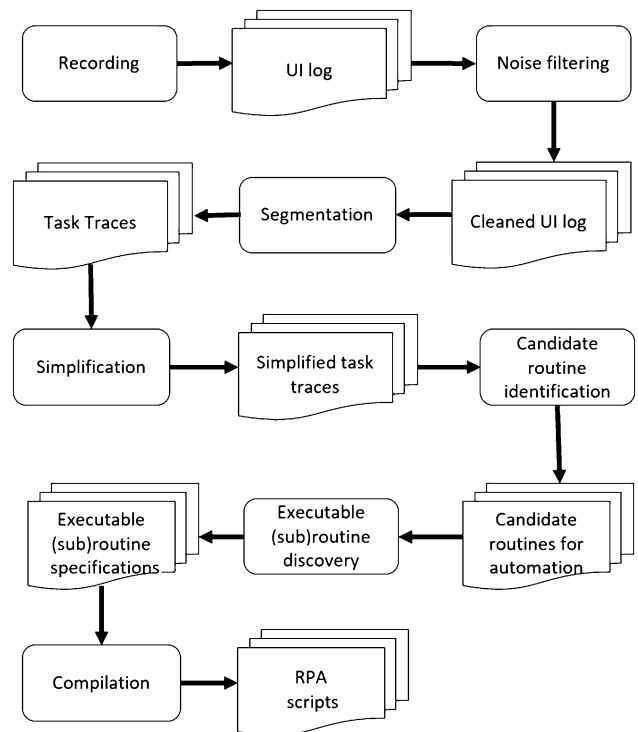 Recording
UI log
Noise filtering
Task Traces
Segmentation
Cleaned UI log
Simplification
Simplified task
traces
Candidate
routine
identification
Executable
(sub)routine
specifications
Executable
(sub)routine
discovery
Candidate
routines for
automation
Compilation
RPA
scripts